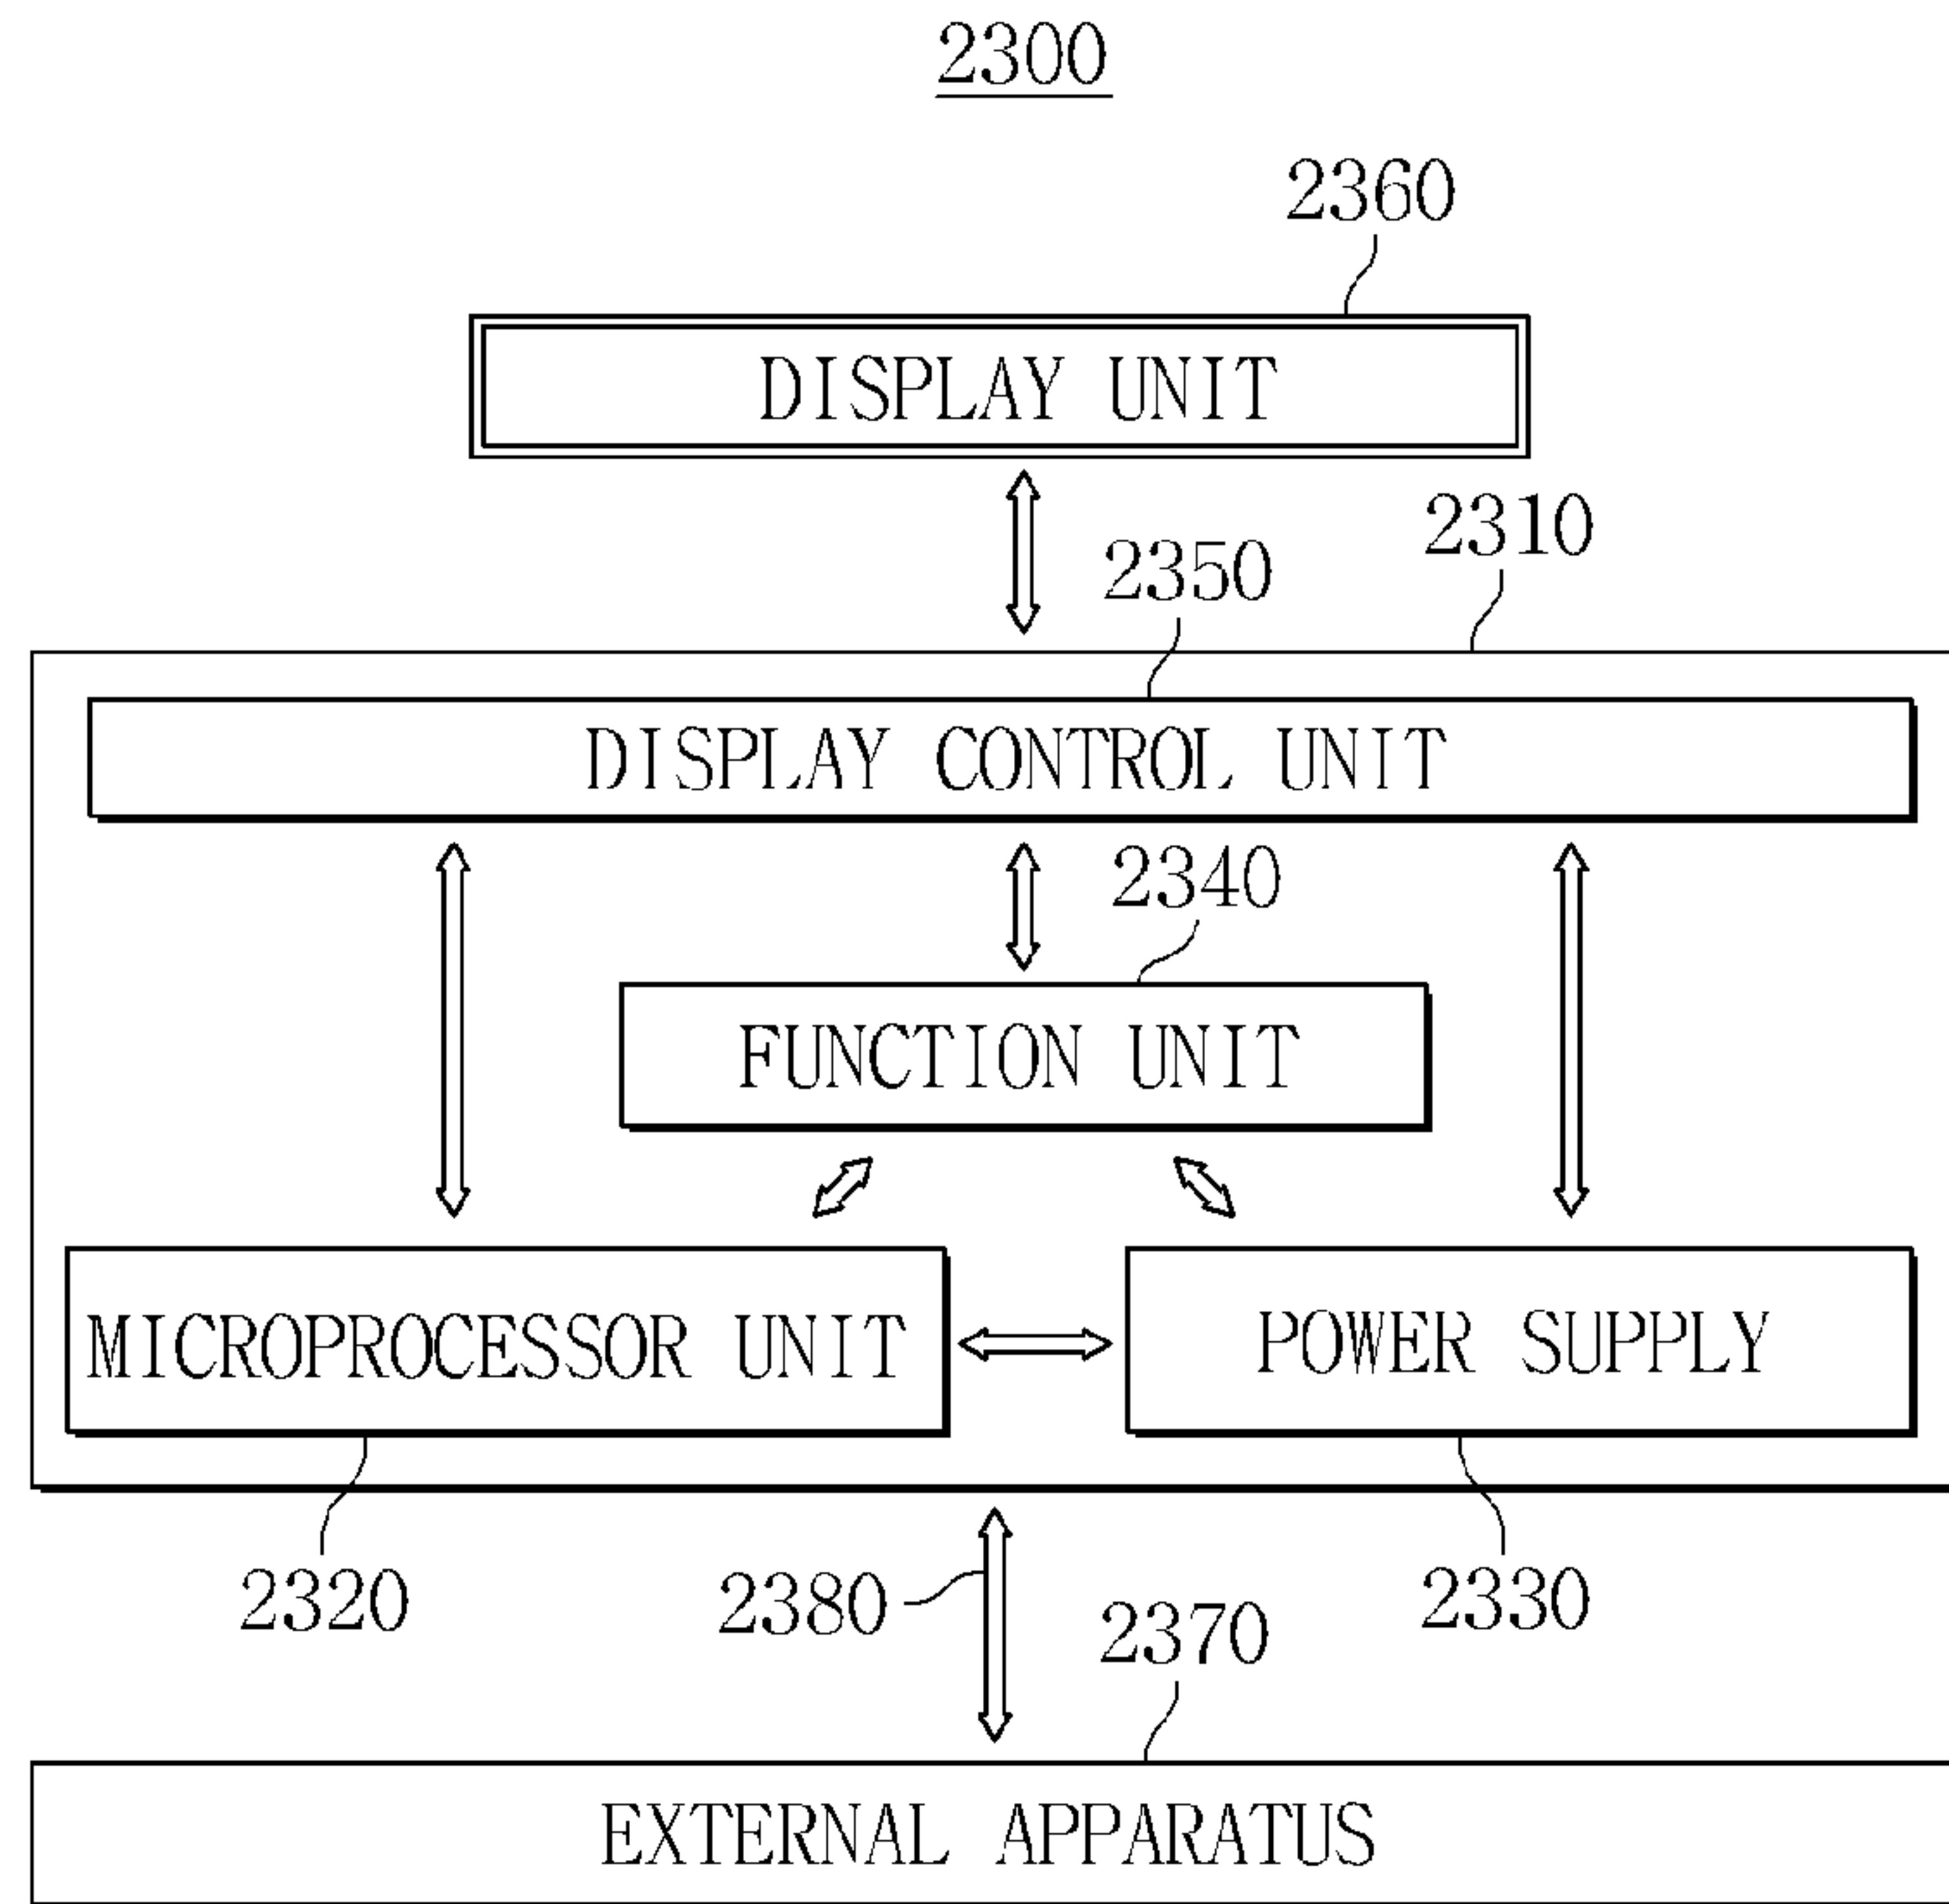 2300
2360
DISPLAY UNIT
2310
2350
DISPLAY CONTROL UNIT
2340
FUNCTION UNIT
MICROPROCESSOR UNIT
POWER SUPPLY
2320
2380
2330
2370
EXTERNAL APPARATUS